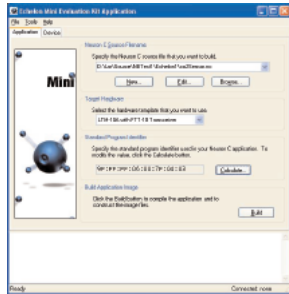 Echelon Mini Evaluation Kit Application
File Tools Help
Application Device
Mini
Neuron C Source Filename
Specify the Neuron C source file that you want to build.
New... Edit... Browse...
Target Hardware
Select the hardware template that you want to use.
Standard Program Identifier
Specify the standard program identifier used for your Neuron C application. To
modify the value, click the Calculate button.
Calculate...
Build Application Image
Click the Build button to compile the application and to
construct the image files.
Build
Ready Connected: none